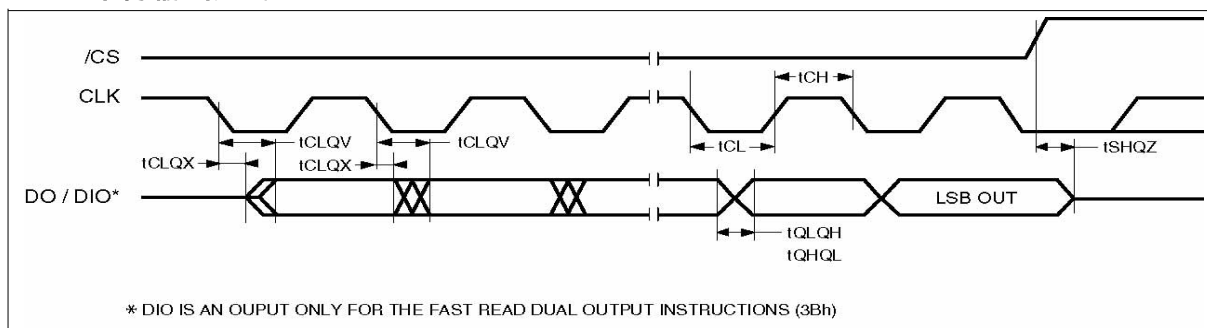 /CS
tCH
CLK
tCLQV
tCLQV
tCL
tSHQZ
tCLQX
tCLQX
DO / DIO*
LSB OUT
tQLQH
tQHQL
* DIO IS AN OUPUT ONLY FOR THE FAST READ DUAL OUTPUT INSTRUCTIONS (3Bh)